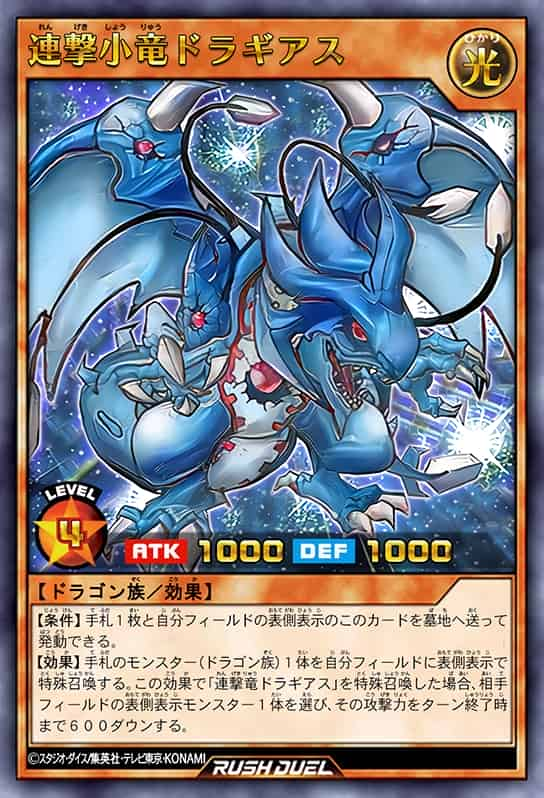 連撃小竜ドラギアス
光
LEVEL
4
ATK 1000 DEF 1000
【ドラゴン族/効果】
【条件】手札1枚と自分フィールドの表側表示のこのカードを墓地へ送って
発動できる。
【効果】手札のモンスター(ドラゴン族)1体を自分フィールドに表側表示で
特殊召喚する。この効果で「連撃竜ドラギアス」を特殊召喚した場合、相手
フィールドの表側表示モンスター1体を選び、その攻撃力をターン終了時
まで600ダウンする。
©スタジオ・ダイス/集英社・テレビ東京・KONAMI
RUSH DUEL